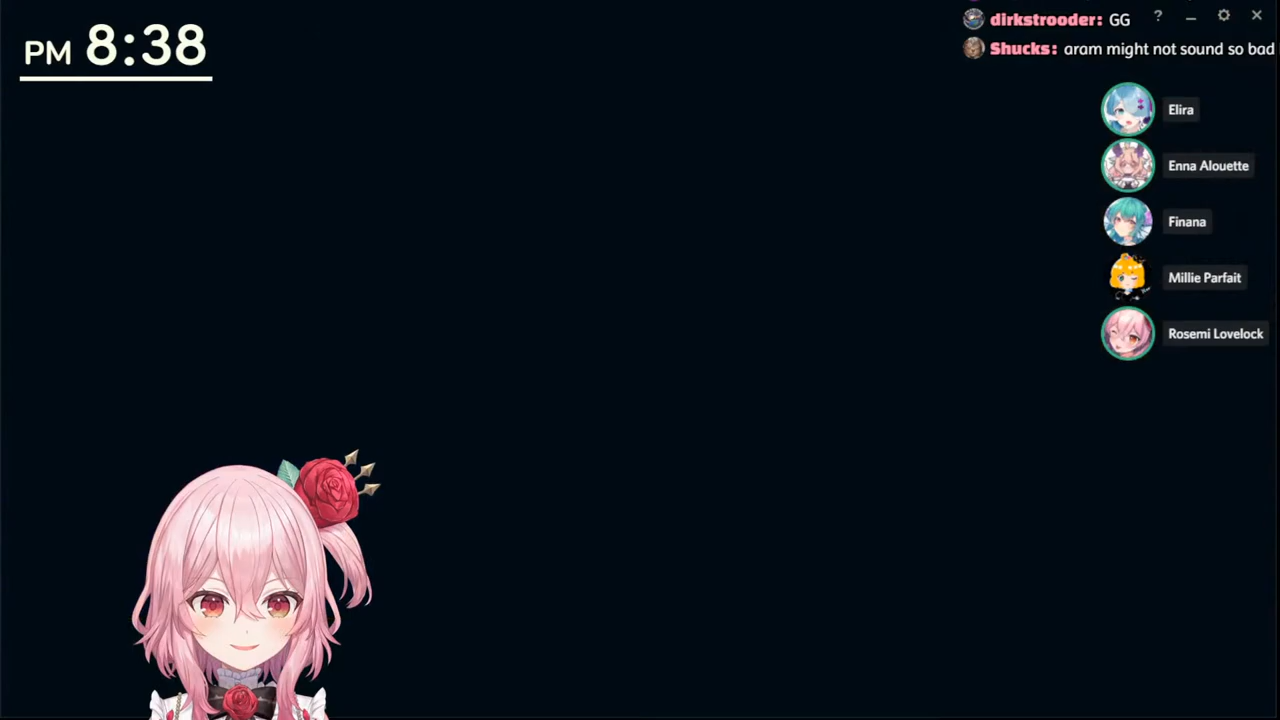 PM 8:38
dirkstrooder: GG
?
Shucks: aram might not sound so bad
Elira
Enna Alouette
Finana
Millie Parfait
Rosemi Lovelock